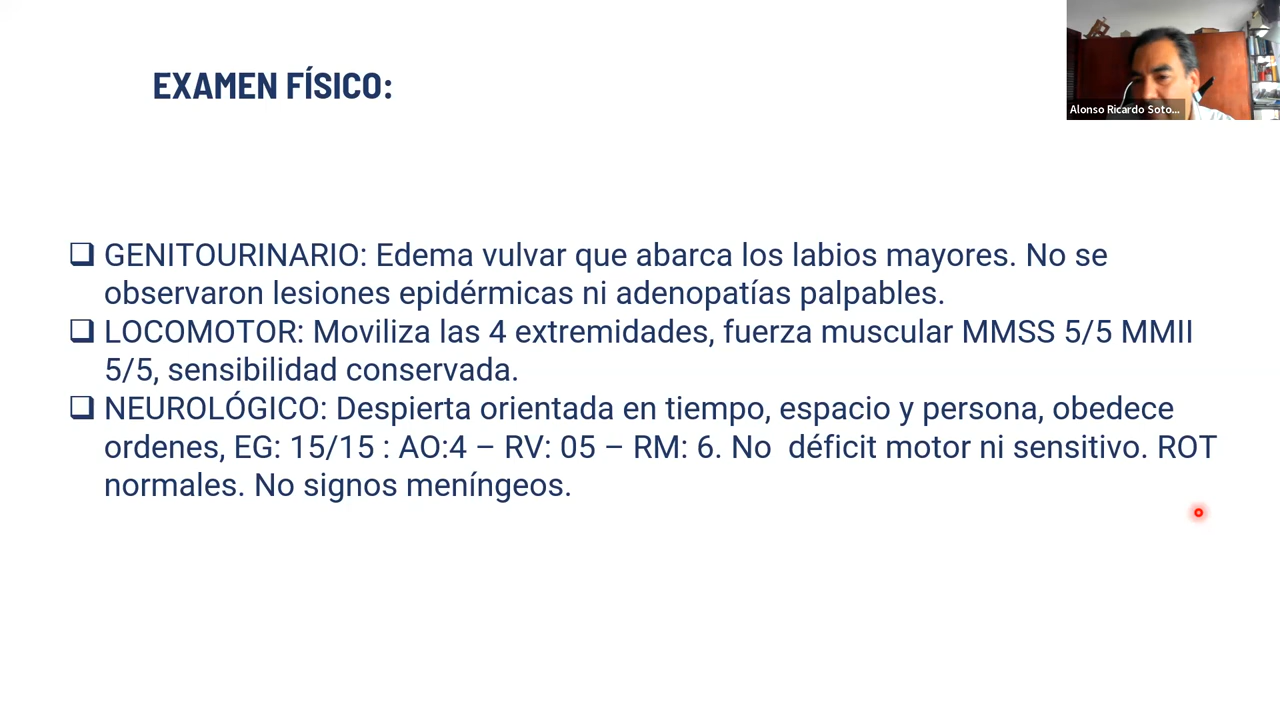 EXAMEN FÍSICO:
Alonso Ricardo Soto...
❑ GENITOURINARIO: Edema vulvar que abarca los labios mayores. No se
observaron lesiones epidérmicas ni adenopatías palpables.
❑ LOCOMOTOR: Moviliza las 4 extremidades, fuerza muscular MMSS 5/5 MMII
5/5, sensibilidad conservada.
❑ NEUROLÓGICO: Despierta orientada en tiempo, espacio y persona, obedece
ordenes, EG: 15/15 : AO:4 – RV: 05 – RM: 6. No  déficit motor ni sensitivo. ROT
normales. No signos meníngeos.